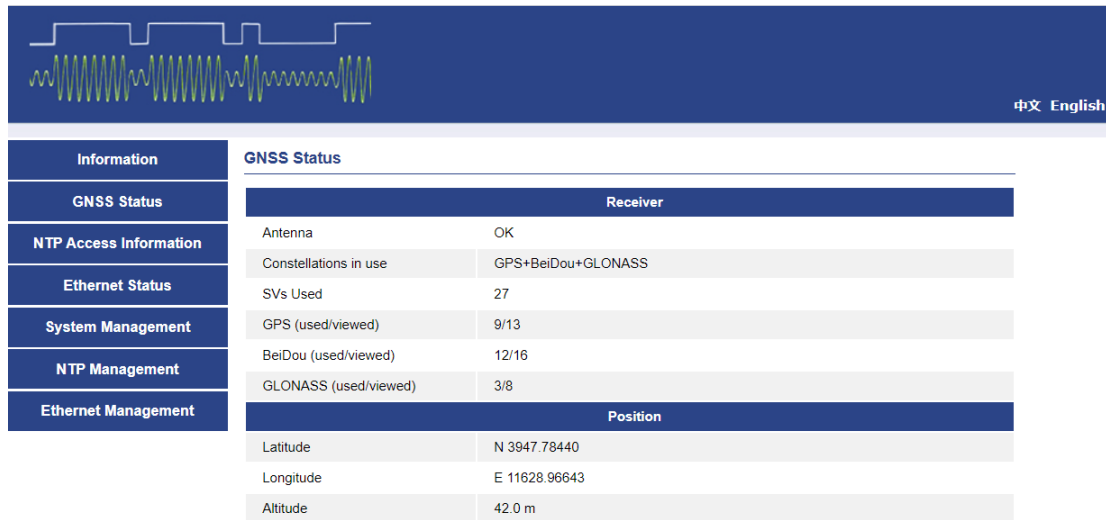 中文 English
Information
GNSS Status
NTP Access Information
Ethernet Status
System Management
NTP Management
Ethernet Management
GNSS Status
Receiver
Antenna OK
Constellations in use GPS+BeiDou+GLONASS
SVs Used 27
GPS (used/viewed) 9/13
BeiDou (used/viewed) 12/16
GLONASS (used/viewed) 3/8
Position
Latitude N 3947.78440
Longitude E 11628.96643
Altitude 42.0 m